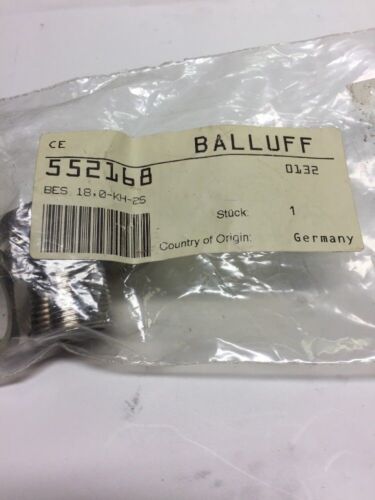 CE BALLUFF
552168 0132
BES 18,0-KH-2S
Stück: 1
Country of Origin: Germany